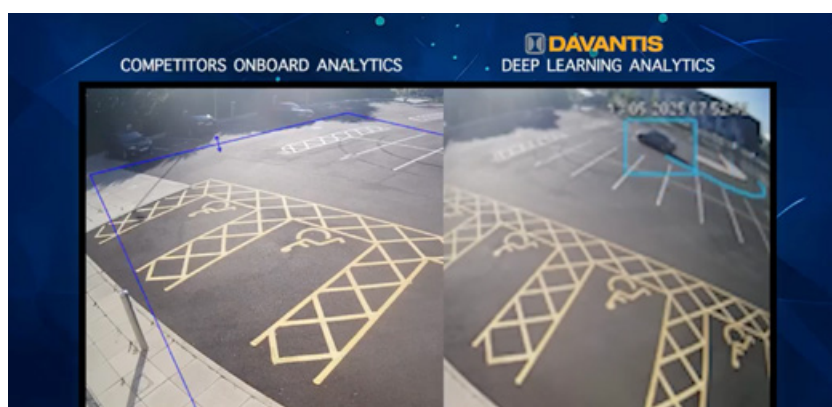 COMPETITORS ONBOARD ANALYTICS
DAVANTIS
DEEP LEARNING ANALYTICS